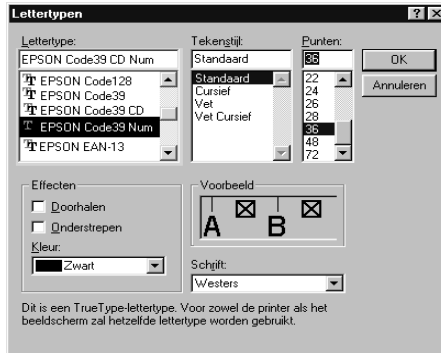 Lettertypen
Lettertype:
EPSON Code39 CD Num
EPSON Code128
EPSON Code39
EPSON Code39 CD
EPSON Code39 Num
EPSON EAN-13
Tekenstijl:
Standaard
Standaard
Cursief
Vet
Vet Cursief
Punten:
36
22
24
26
28
36
48
72
OK
Annuleren
Effecten
Doorhalen
Onderstrepen
Kleur:
Zwart
Voorbeeld
A B
Schrift:
Westers
Dit is een TrueType-lettertype. Voor zowel de printer als het
beeldscherm zal hetzelfde lettertype worden gebruikt.